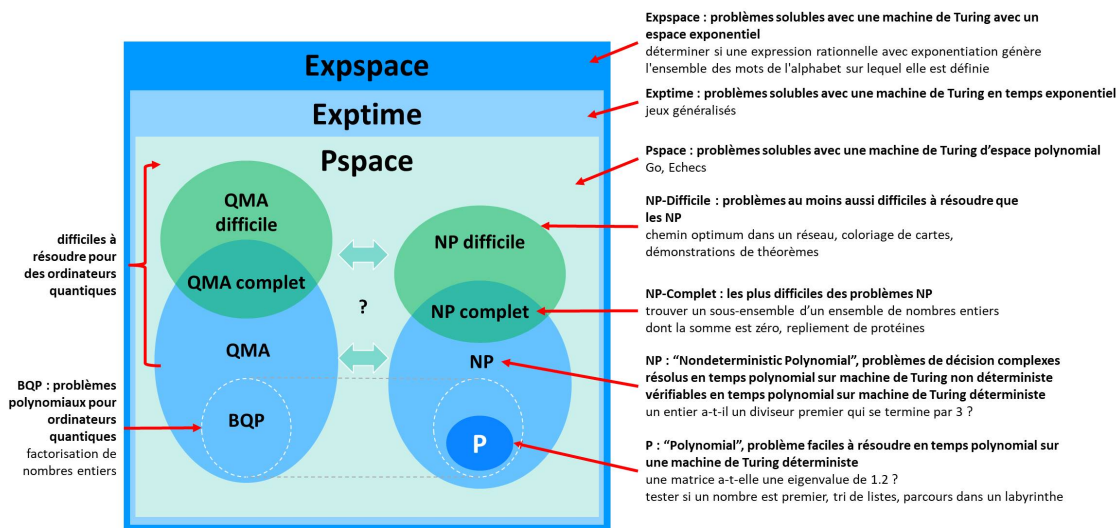 Expspace
Exptime
Pspace
QMA
difficile
NP difficile
QMA complet
NP complet
?
QMA
NP
BQP
P
difficiles à
résoudre pour
des ordinateurs
quantiques
BQP : problèmes
polynomiaux pour
ordinateurs
quantiques
factorisation de
nombres entiers
Expspace : problèmes solubles avec une machine de Turing avec un
espace exponentiel
déterminer si une expression rationnelle avec exponentiation génère
l'ensemble des mots de l'alphabet sur lequel elle est définie
Exptime : problèmes solubles avec une machine de Turing en temps exponentiel
jeux généralisés
Pspace : problèmes solubles avec une machine de Turing d’espace polynomial
Go, Echecs
NP-Difficile : problèmes au moins aussi difficiles à résoudre que
les NP
chemin optimum dans un réseau, coloriage de cartes,
démonstrations de théorèmes
NP-Complet : les plus difficiles des problèmes NP
trouver un sous-ensemble d’un ensemble de nombres entiers
dont la somme est zéro, repliement de protéines
NP : “Nondeterministic Polynomial”, problèmes de décision complexes
résolus en temps polynomial sur machine de Turing non déterministe
vérifiables en temps polynomial sur machine de Turing déterministe
un entier a-t-il un diviseur premier qui se termine par 3 ?
P : “Polynomial”, problème faciles à résoudre en temps polynomial sur
une machine de Turing déterministe
une matrice a-t-elle une eigenvalue de 1.2 ?
tester si un nombre est premier, tri de listes, parcours dans un labyrinthe